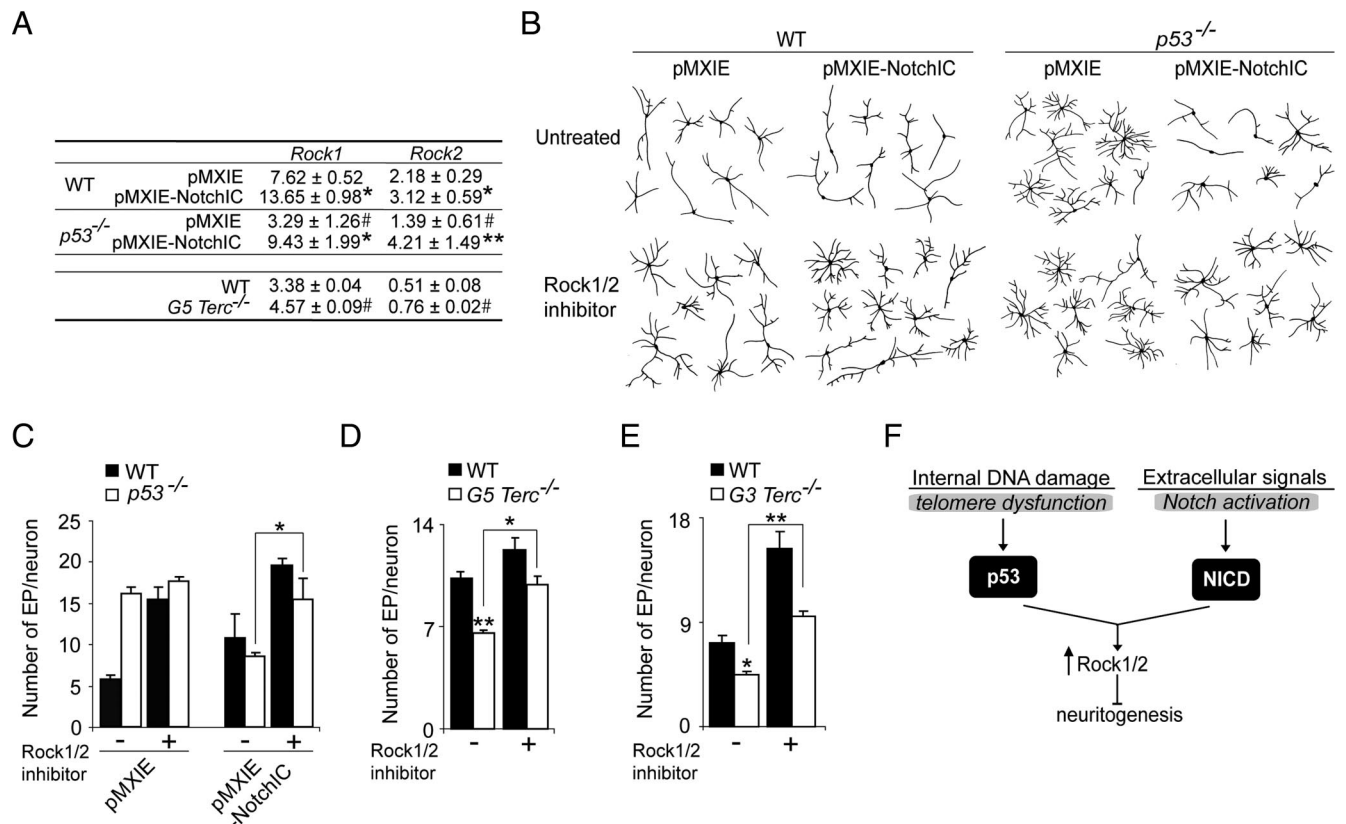 A
Rock1 Rock2
WT pMXIE 7.62 ± 0.52 2.18 ± 0.29
pMXIE-NotchIC 13.65 ± 0.98* 3.12 ± 0.59*
p53-/- pMXIE 3.29 ± 1.26# 1.39 ± 0.61#
pMXIE-NotchIC 9.43 ± 1.99* 4.21 ± 1.49**
WT 3.38 ± 0.04 0.51 ± 0.08
G5 Terc-/- 4.57 ± 0.09# 0.76 ± 0.02#
B
WT p53-/-
pMXIE pMXIE-NotchIC pMXIE pMXIE-NotchIC
Untreated
Rock1/2
inhibitor
C
WT
p53 -/-
Number of EP/neuron
25
20
15
10
5
0
*
Rock1/2
inhibitor
- + - +
pMXIE
pMXIE
-NotchIC
D
WT
G5 Terc-/-
Number of EP/neuron
14
7
0
*
**
Rock1/2
inhibitor
- +
E
WT
G3 Terc-/-
Number of EP/neuron
18
9
0
**
*
Rock1/2
inhibitor
- +
F
Internal DNA damage Extracellular signals
telomere dysfunction Notch activation
p53 NICD
Rock1/2
neuritogenesis